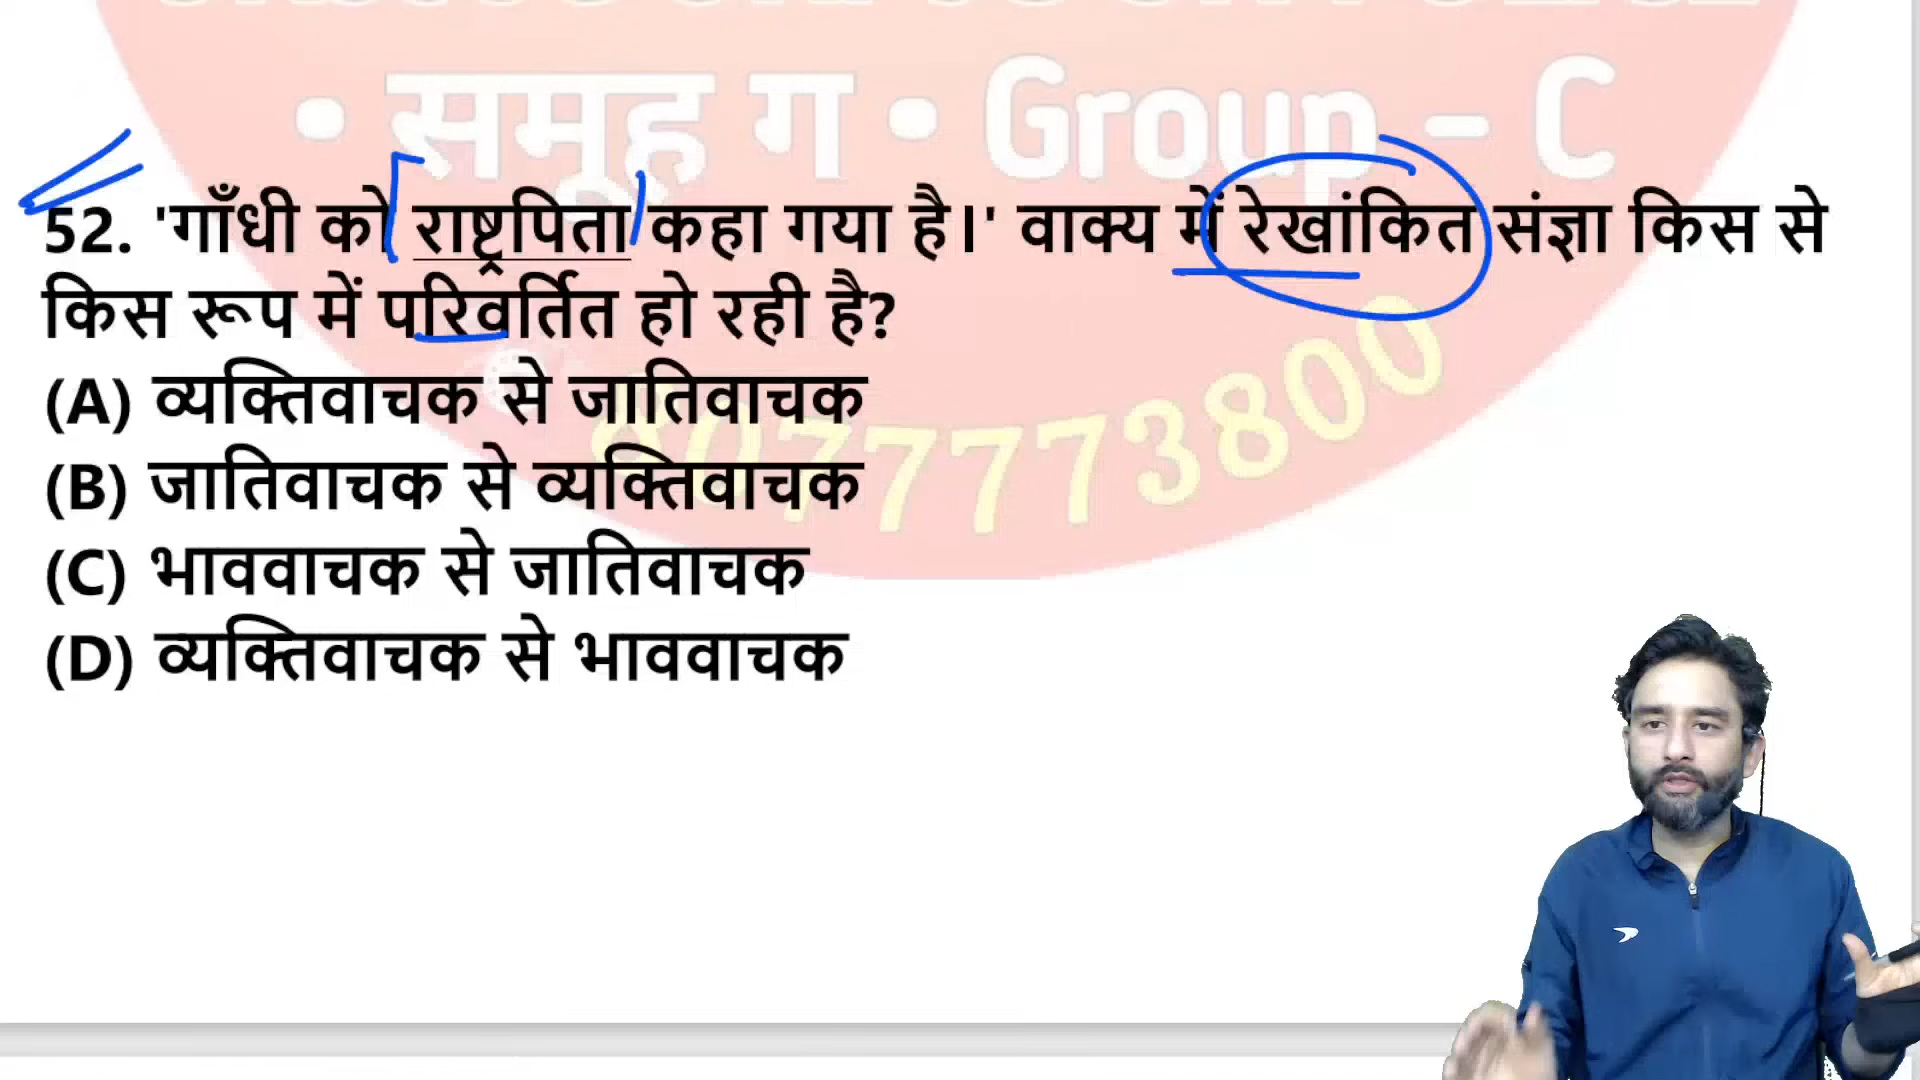 • समूह ग • Group - C
52. 'गाँधी को राष्ट्रपिता कहा गया है।' वाक्य में रेखांकित संज्ञा किस से
किस रूप में परिवर्तित हो रही है?
(A) व्यक्तिवाचक से जातिवाचक
(B) जातिवाचक से व्यक्तिवाचक
(C) भाववाचक से जातिवाचक
(D) व्यक्तिवाचक से भाववाचक
8077773800